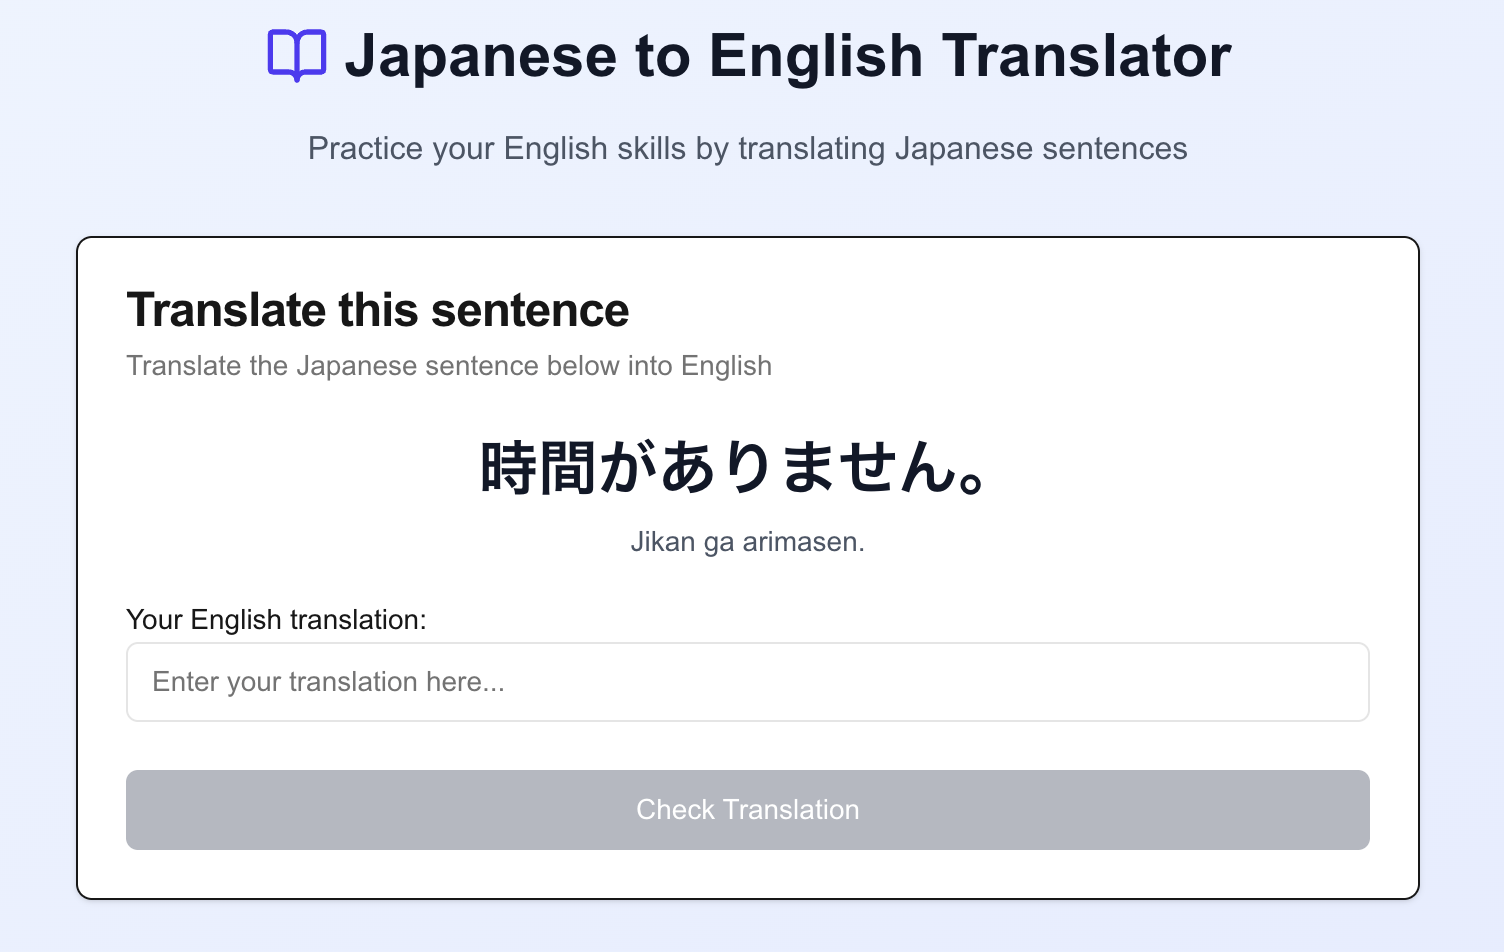 Japanese to English Translator
Practice your English skills by translating Japanese sentences
Translate this sentence
Translate the Japanese sentence below into English
時間がありません。
Jikan ga arimasen.
Your English translation:
Enter your translation here...
Check Translation